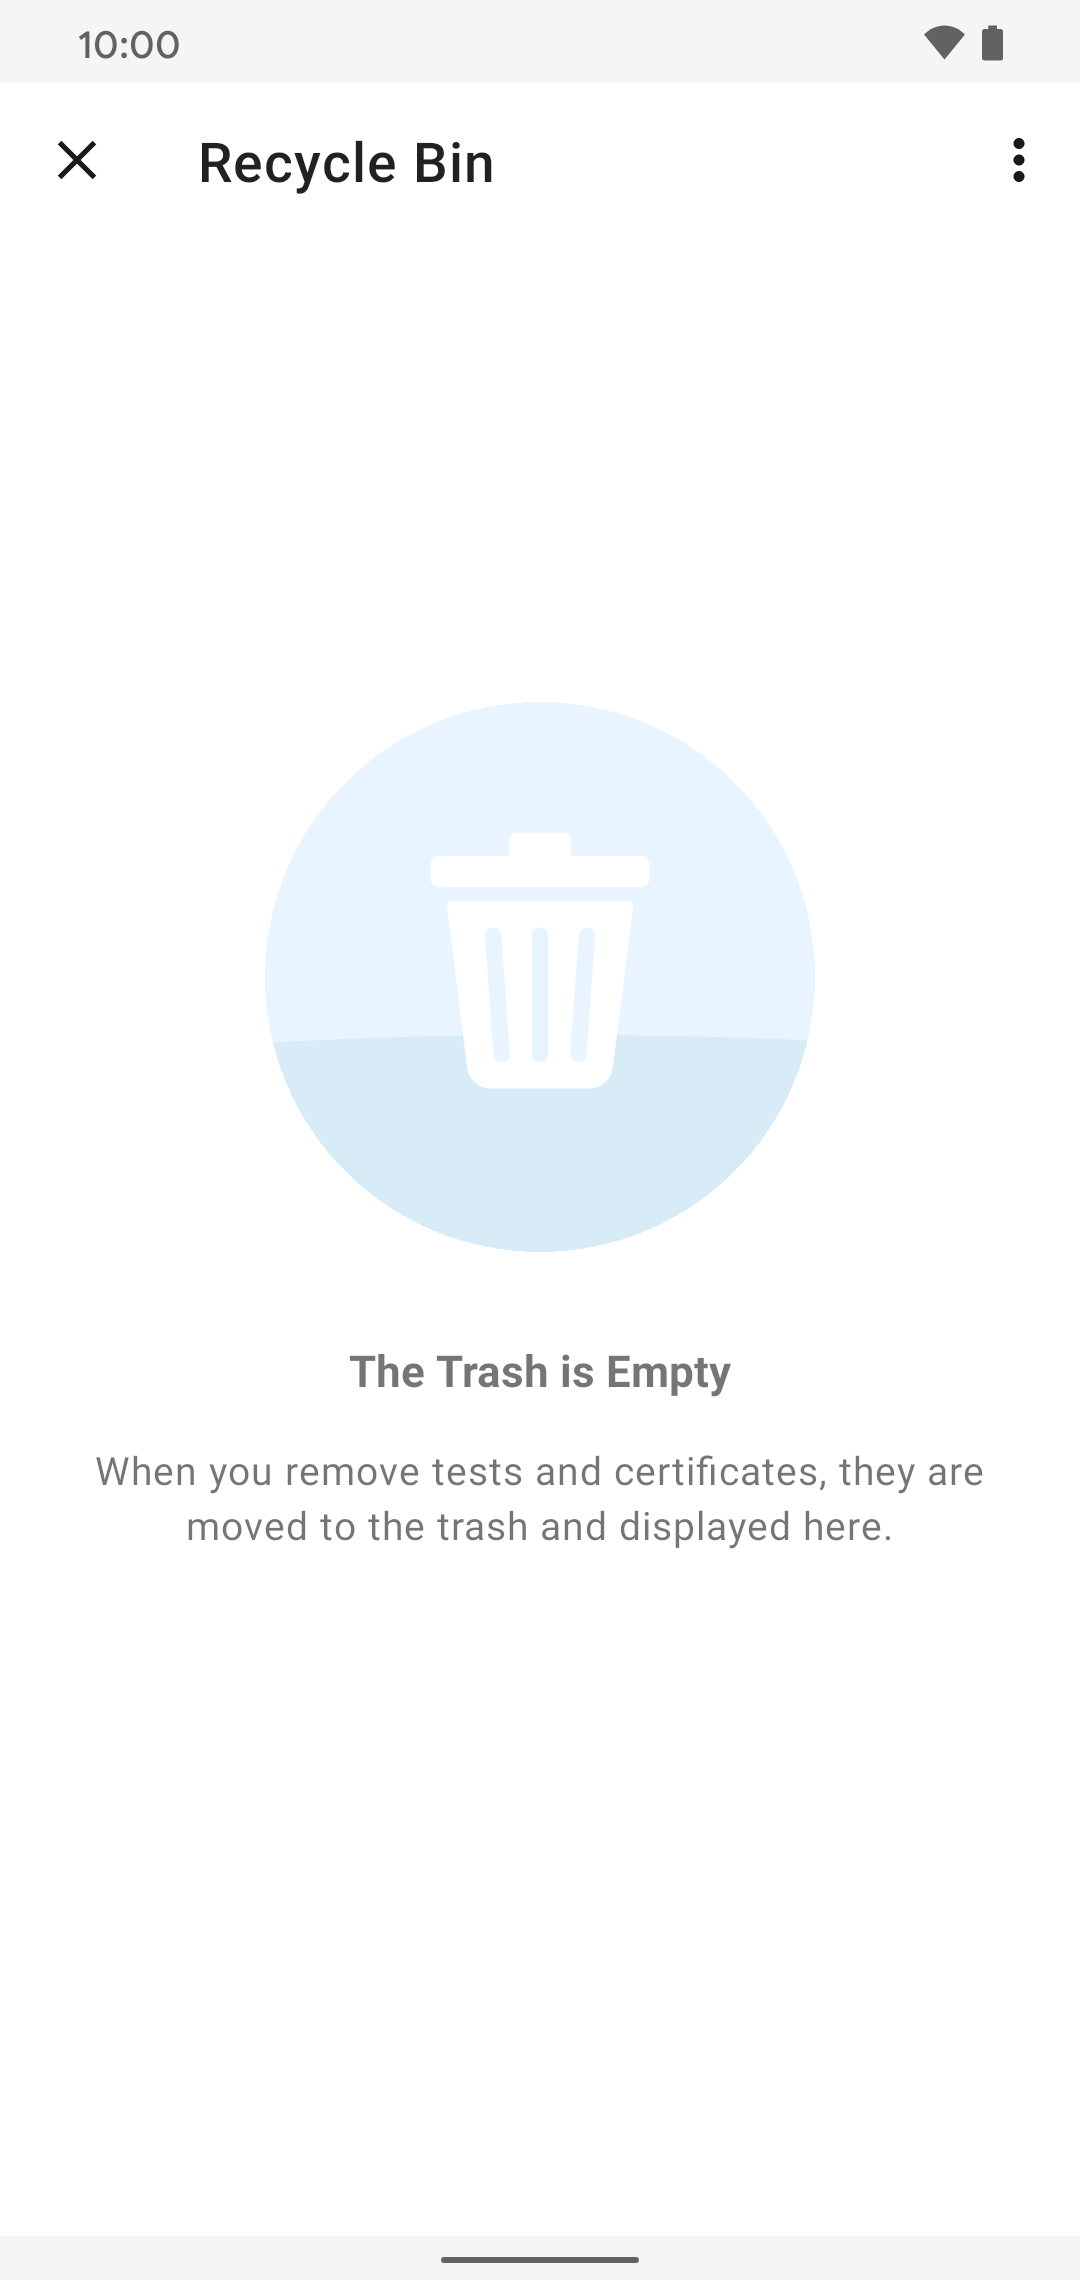 10:00
Recycle Bin
The Trash is Empty
When you remove tests and certificates, they are
moved to the trash and displayed here.